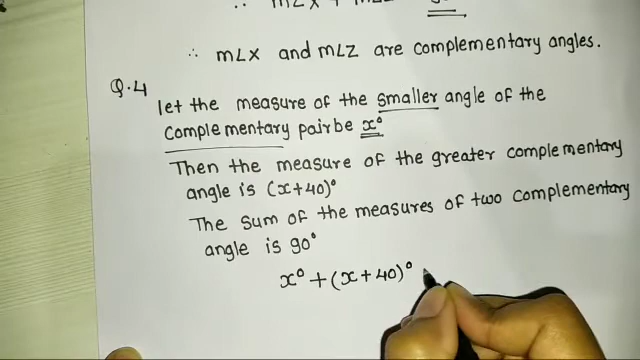 ∴ m∠X +
∴ m∠X and m∠Z are complementary angles.
Q.4
let the measure of the smaller angle of the
complementary pair be x°
Then the measure of the greater complementary
angle is (x+40)°
The sum of the measures of two complementary
angle is 90°
x° + (x+40)°